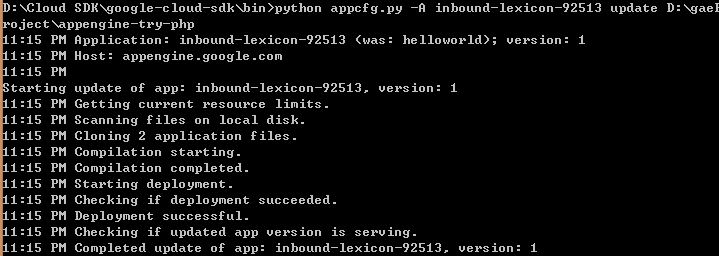 D:\Cloud SDK\google-cloud-sdk\bin>python appcfg.py -A inbound-lexicon-92513 update D:\gae
roject\appengine-try-php
11:15 PM Application: inbound-lexicon-92513 (was: helloworld); version: 1
11:15 PM Host: appengine.google.com
11:15 PM
Starting update of app: inbound-lexicon-92513, version: 1
11:15 PM Getting current resource limits.
11:15 PM Scanning files on local disk.
11:15 PM Cloning 2 application files.
11:15 PM Compilation starting.
11:15 PM Compilation completed.
11:15 PM Starting deployment.
11:15 PM Checking if deployment succeeded.
11:15 PM Deployment successful.
11:15 PM Checking if updated app version is serving.
11:15 PM Completed update of app: inbound-lexicon-92513, version: 1